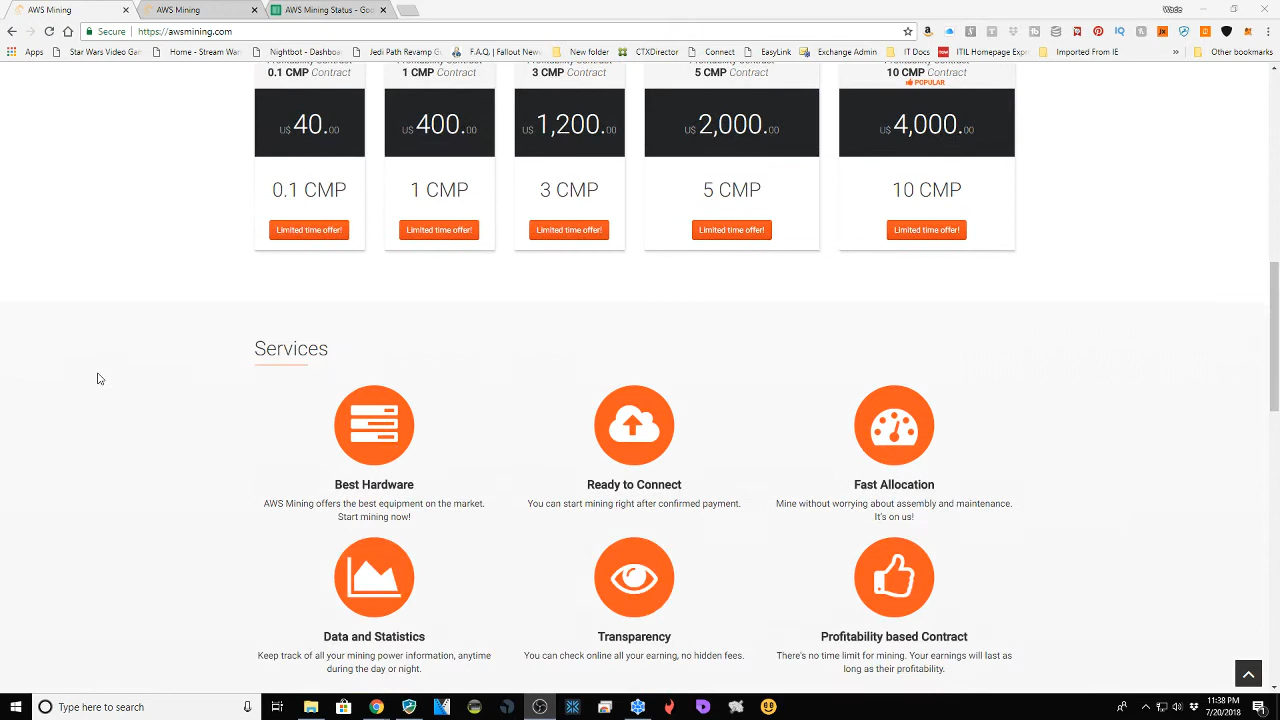 AWS Mining
AWS Mining
AWS Mining Status - Goo
Wade
Secure
https://awsmining.com
Apps
Star Wars Video Gam
Home - Stream War
Nightbot - Dashboa
Jedi Path Revamp G
F.A.Q. | Fallout New
New folder
CTXDirector
Connect
EasyLink
Exchange Admin
IT Docs
ITIL Homepage Exp
Imported From IE
»
Other bookmarks
0.1 CMP Contract
1 CMP Contract
3 CMP Contract
5 CMP Contract
10 CMP Contract
POPULAR
U$ 40.00
U$ 400.00
U$ 1,200.00
U$ 2,000.00
U$ 4,000.00
0.1 CMP
1 CMP
3 CMP
5 CMP
10 CMP
Limited time offer!
Limited time offer!
Limited time offer!
Limited time offer!
Limited time offer!
Services
Best Hardware
AWS Mining offers the best equipment on the market.
Start mining now!
Ready to Connect
You can start mining right after confirmed payment.
Fast Allocation
Mine without worrying about assembly and maintenance.
It's on us!
Data and Statistics
Keep track of all your mining power information, anytime
during the day or night.
Transparency
You can check online all your earning, no hidden fees.
Profitability based Contract
There's no time limit for mining. Your earnings will last as
long as their profitability.
Type here to search
11:38 PM
7/20/2018